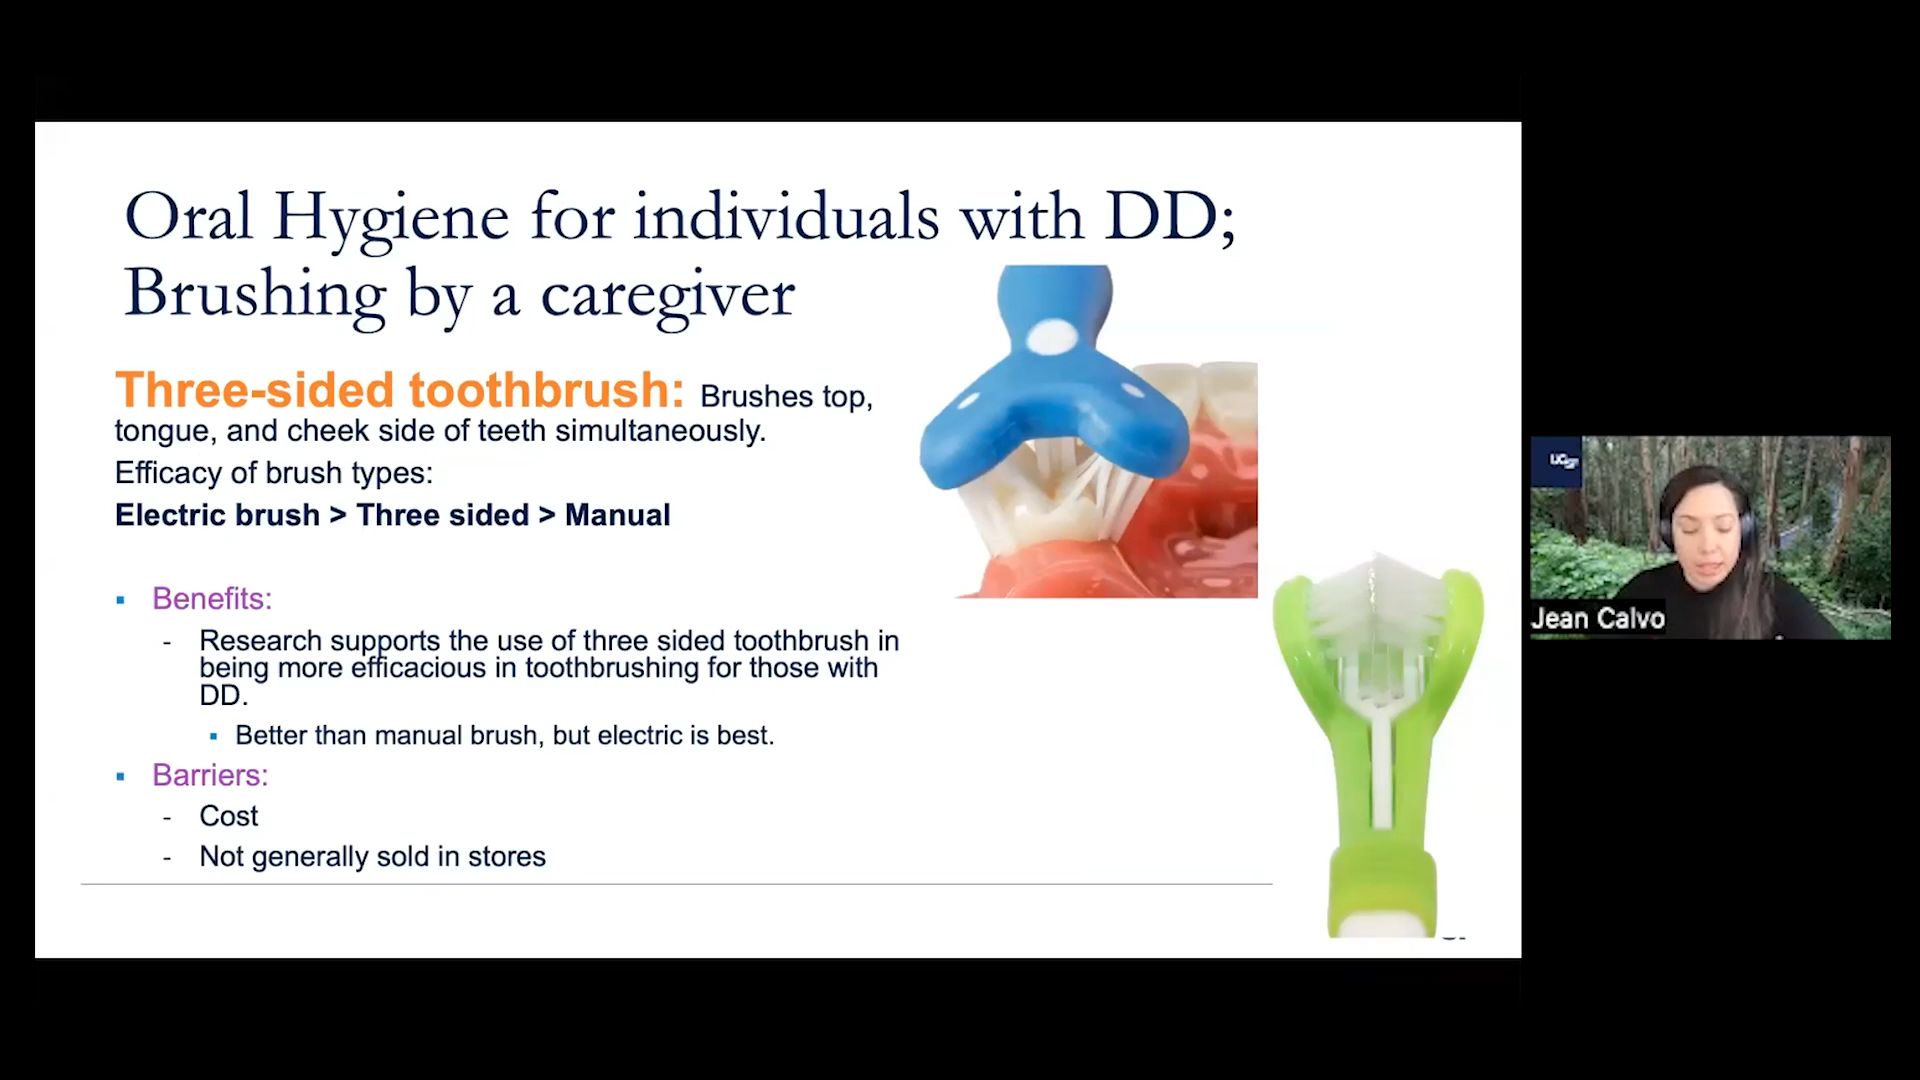 Oral Hygiene for individuals with DD;
Brushing by a caregiver
Three-sided toothbrush: Brushes top,
tongue, and cheek side of teeth simultaneously.
Efficacy of brush types:
Electric brush > Three sided > Manual
▪ Benefits:
- Research supports the use of three sided toothbrush in
being more efficacious in toothbrushing for those with
DD.
▪ Better than manual brush, but electric is best.
▪ Barriers:
- Cost
- Not generally sold in stores
UCSF
Jean Calvo